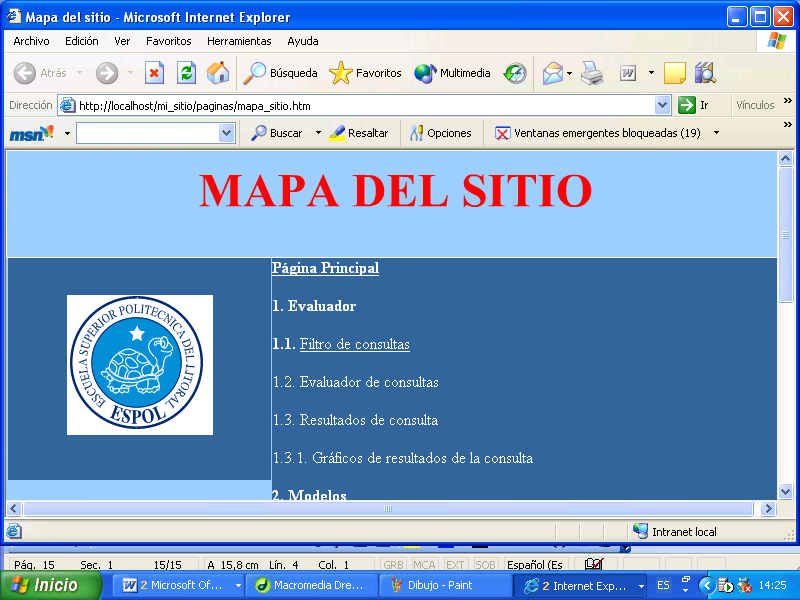 Mapa del sitio - Microsoft Internet Explorer
Archivo Edición Ver Favoritos Herramientas Ayuda
Atrás Búsqueda Favoritos Multimedia
Dirección http://localhost/mi_sitio/paginas/mapa_sitio.htm Ir Vínculos »
msn Buscar Resaltar Opciones Ventanas emergentes bloqueadas (19) »
MAPA DEL SITIO
Página Principal
1. Evaluador
1.1. Filtro de consultas
1.2. Evaluador de consultas
1.3. Resultados de consulta
1.3.1. Gráficos de resultados de la consulta
2. Modelos
ESCUELA SUPERIOR POLITECNICA DEL LITORAL
ESPOL
Intranet local
Pág. 15 Sec. 1 15/15 A 15,8 cm Lín. 4 Col. 1 GRB MCA EXT SOB Español (Es
Inicio 2 Microsoft Of... Macromedia Dre... Dibujo - Paint 2 Internet Exp... ES 14:25